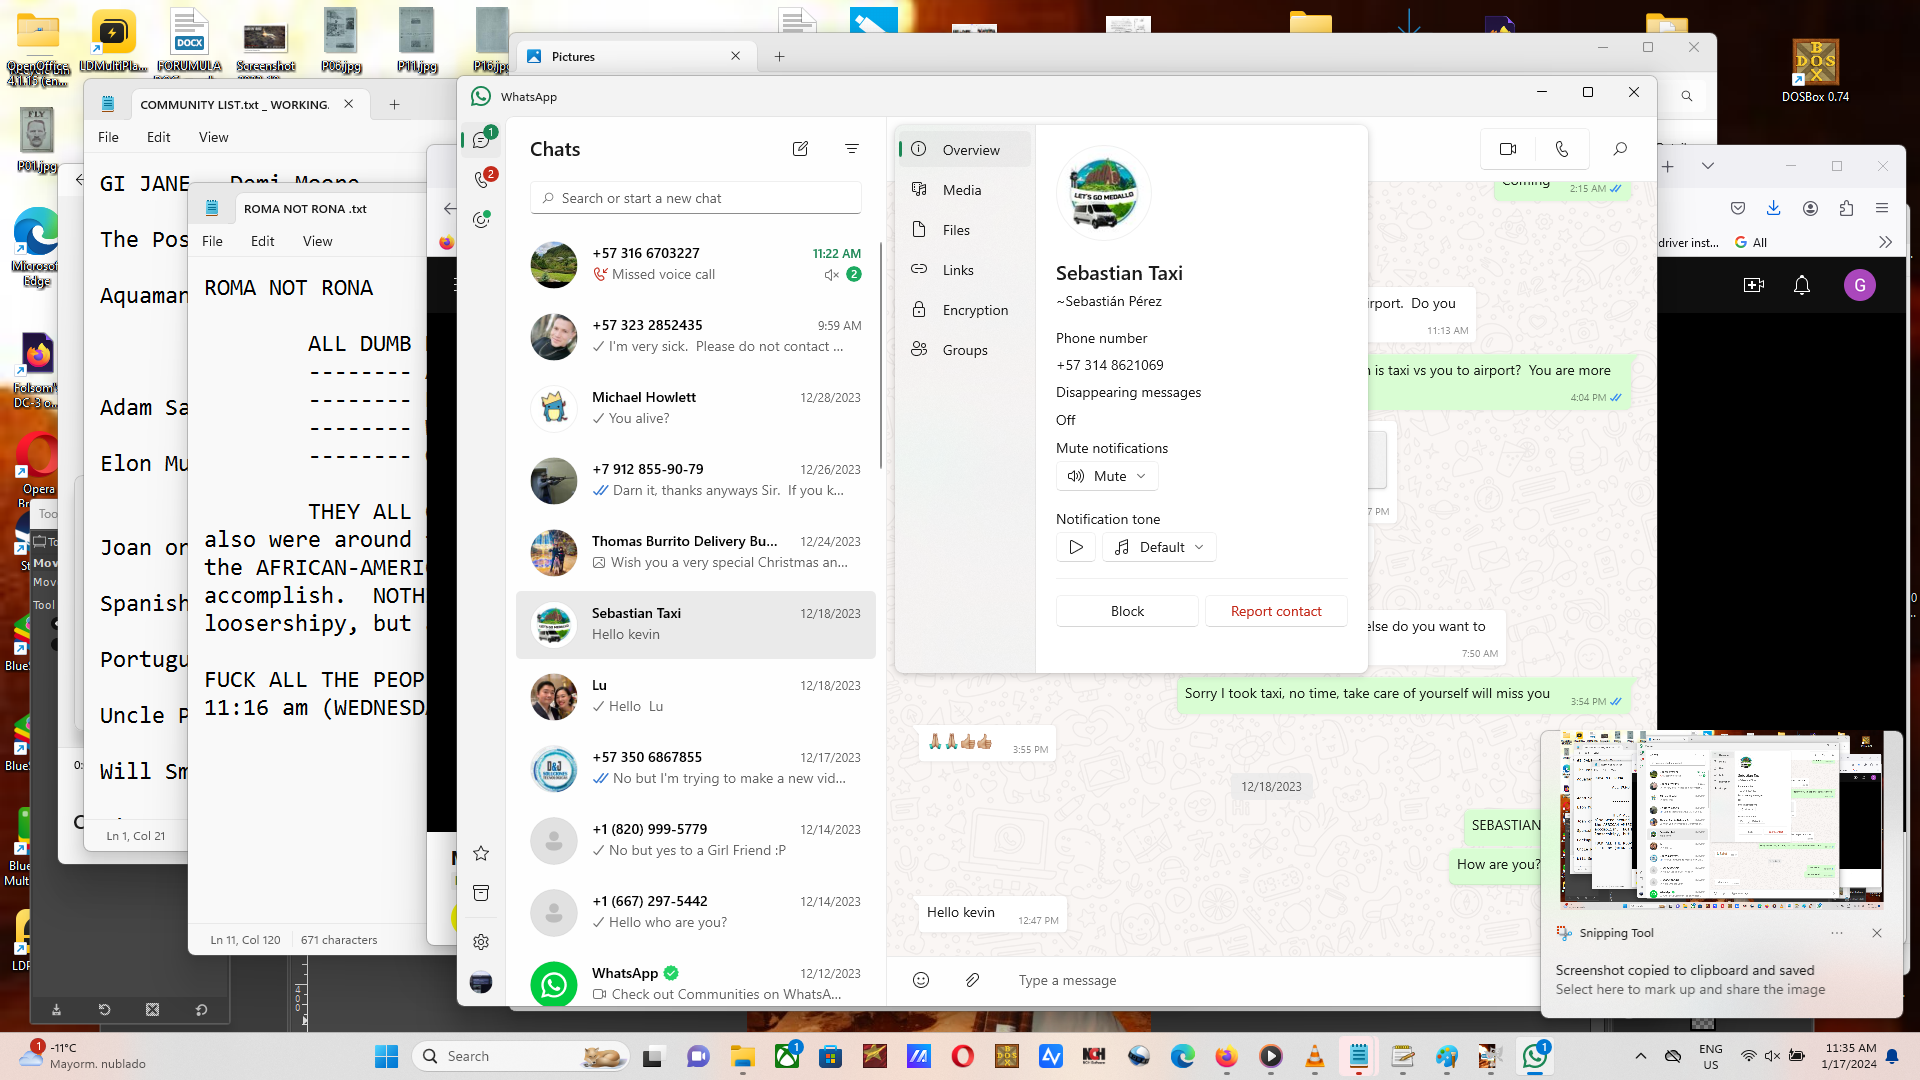 OpenOffice 4.1.15 (en...
LDMultiPla...
DOCX
FORUMULA
Screenshot
P06.jpg
P11.jpg
P16.jpg
FLY
P01.jpg
Microsoft Edge
Folsom's DC-3 o...
Opera
DOSBox 0.74
COMMUNITY LIST.txt _ WORKING.
File Edit View
GI JANE Demi Moore
The Pos
Aquaman
Adam Sa
Elon Mu
Joan or
Spanish
Portugu
Uncle P
Will Sm
Ln 1, Col 21
ROMA NOT RONA .txt
File Edit View
ROMA NOT RONA
ALL DUMB
--------
--------
--------
--------
THEY ALL
also were around
the AFRICAN-AMERI
accomplish. NOTH
loosershipy, but
FUCK ALL THE PEOP
11:16 am (WEDNESDA
Ln 11, Col 120 671 characters
Pictures
WhatsApp
1
2
Chats
Search or start a new chat
+57 316 6703227 11:22 AM
Missed voice call 2
+57 323 2852435 9:59 AM
I'm very sick. Please do not contact ...
Michael Howlett 12/28/2023
You alive?
+7 912 855-90-79 12/26/2023
Darn it, thanks anyways Sir. If you k...
Thomas Burrito Delivery Bu... 12/24/2023
Wish you a very special Christmas an...
Sebastian Taxi 12/18/2023
Hello kevin
Lu 12/18/2023
Hello Lu
+57 350 6867855 12/17/2023
No but I'm trying to make a new vid...
+1 (820) 999-5779 12/14/2023
No but yes to a Girl Friend :P
+1 (667) 297-5442 12/14/2023
Hello who are you?
WhatsApp 12/12/2023
Check out Communities on WhatsA...
Overview
Media
Files
Links
Encryption
Groups
LET'S GO MEDALLO
Sebastian Taxi
~Sebastián Pérez
Phone number
+57 314 8621069
Disappearing messages
Off
Mute notifications
Mute
Notification tone
Default
Block Report contact
Coming 2:15 AM
irport. Do you
11:13 AM
n is taxi vs you to airport? You are more
4:04 PM
7 PM
else do you want to
7:50 AM
Sorry I took taxi, no time, take care of yourself will miss you 3:54 PM
3:55 PM
12/18/2023
SEBASTIAN
How are you?
Hello kevin 12:47 PM
Type a message
driver inst... All
G
Snipping Tool
Screenshot copied to clipboard and saved
Select here to mark up and share the image
1 -11°C
Mayorm. nublado
Search
ENG
US
11:35 AM
1/17/2024